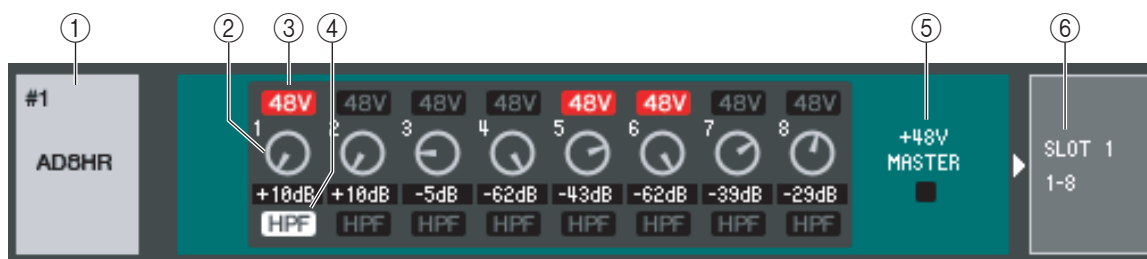 ① ② ③ ④ ⑤ ⑥
#1
AD8HR
48V 48V 48V 48V 48V 48V 48V 48V
1 2 3 4 5 6 7 8
+10dB +10dB -5dB -62dB -43dB -62dB -39dB -29dB
HPF HPF HPF HPF HPF HPF HPF HPF
+48V
MASTER
SLOT 1
1-8